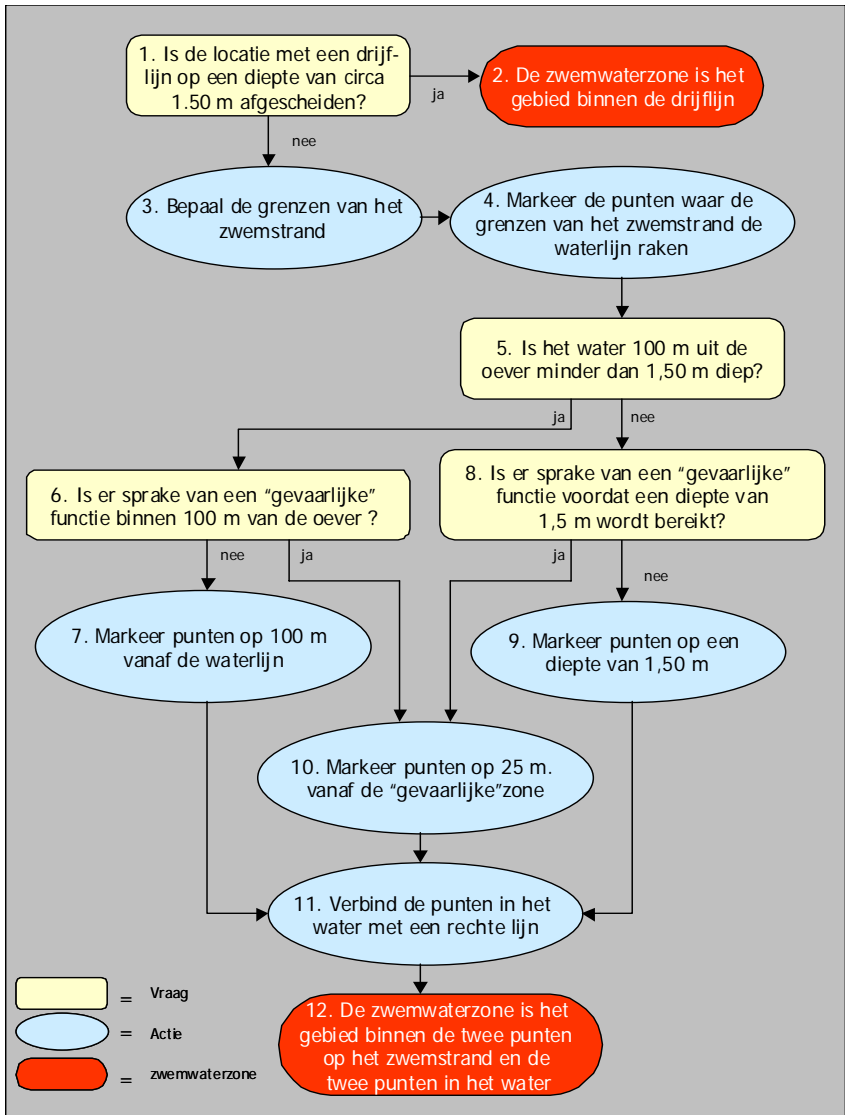 1. Is de locatie met een drijf-
lijn op een diepte van circa
1.50 m afgescheiden?
ja
2. De zwemwaterzone is het
gebied binnen de drijflijn
nee
3. Bepaal de grenzen van het
zwemstrand
4. Markeer de punten waar de
grenzen van het zwemstrand de
waterlijn raken
5. Is het water 100 m uit de
oever minder dan 1,50 m diep?
ja
nee
6. Is er sprake van een “gevaarlijke”
functie binnen 100 m van de oever ?
8. Is er sprake van een “gevaarlijke”
functie voordat een diepte van
1,5 m wordt bereikt?
nee
ja
ja
nee
7. Markeer punten op 100 m
vanaf de waterlijn
9. Markeer punten op een
diepte van 1,50 m
10. Markeer punten op 25 m.
vanaf de “gevaarlijke”zone
11. Verbind de punten in het
water met een rechte lijn
12. De zwemwaterzone is het
gebied binnen de twee punten
op het zwemstrand en de
twee punten in het water
= Vraag
= Actie
= zwemwaterzone